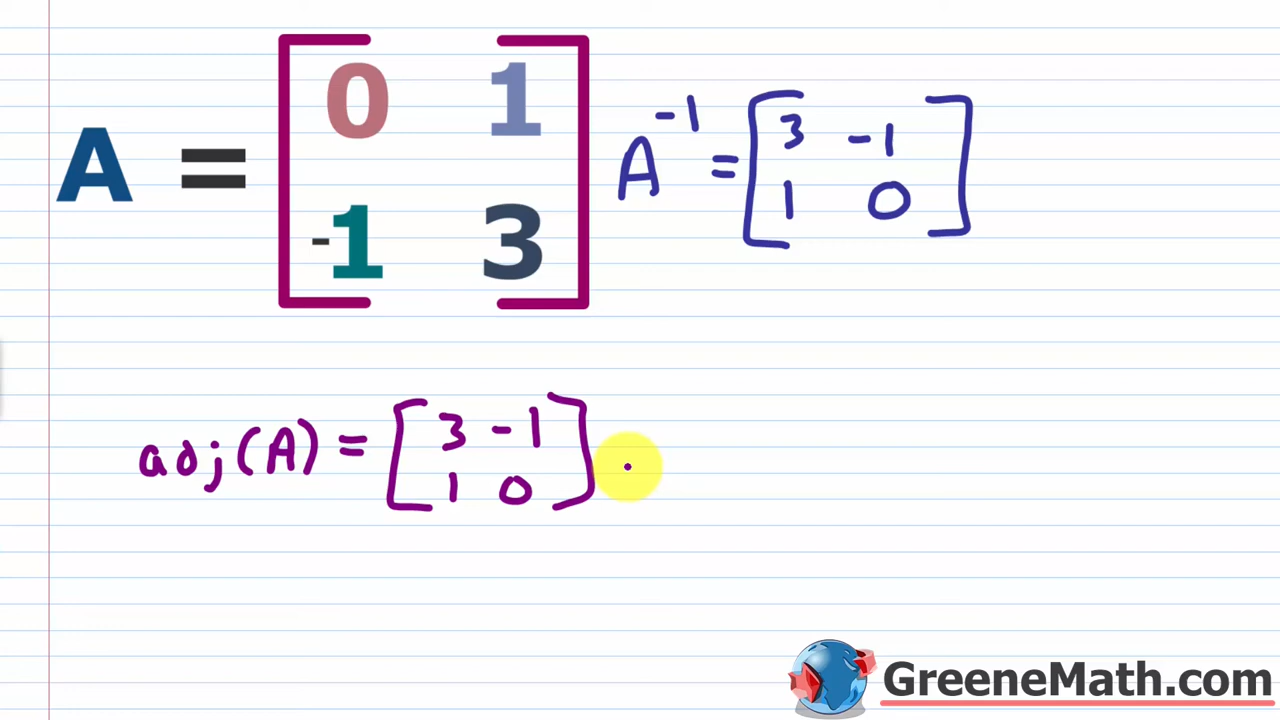 A = [0 1
-1 3]
A^-1 = [3 -1
1 0]
adj(A) = [3 -1
1 0]
GreeneMath.com